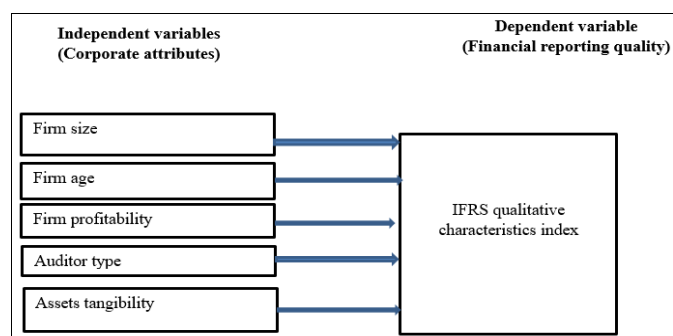 Independent variables
(Corporate attributes)
Dependent variable
(Financial reporting quality)
Firm size
Firm age
Firm profitability
Auditor type
Assets tangibility
IFRS qualitative
characteristics index